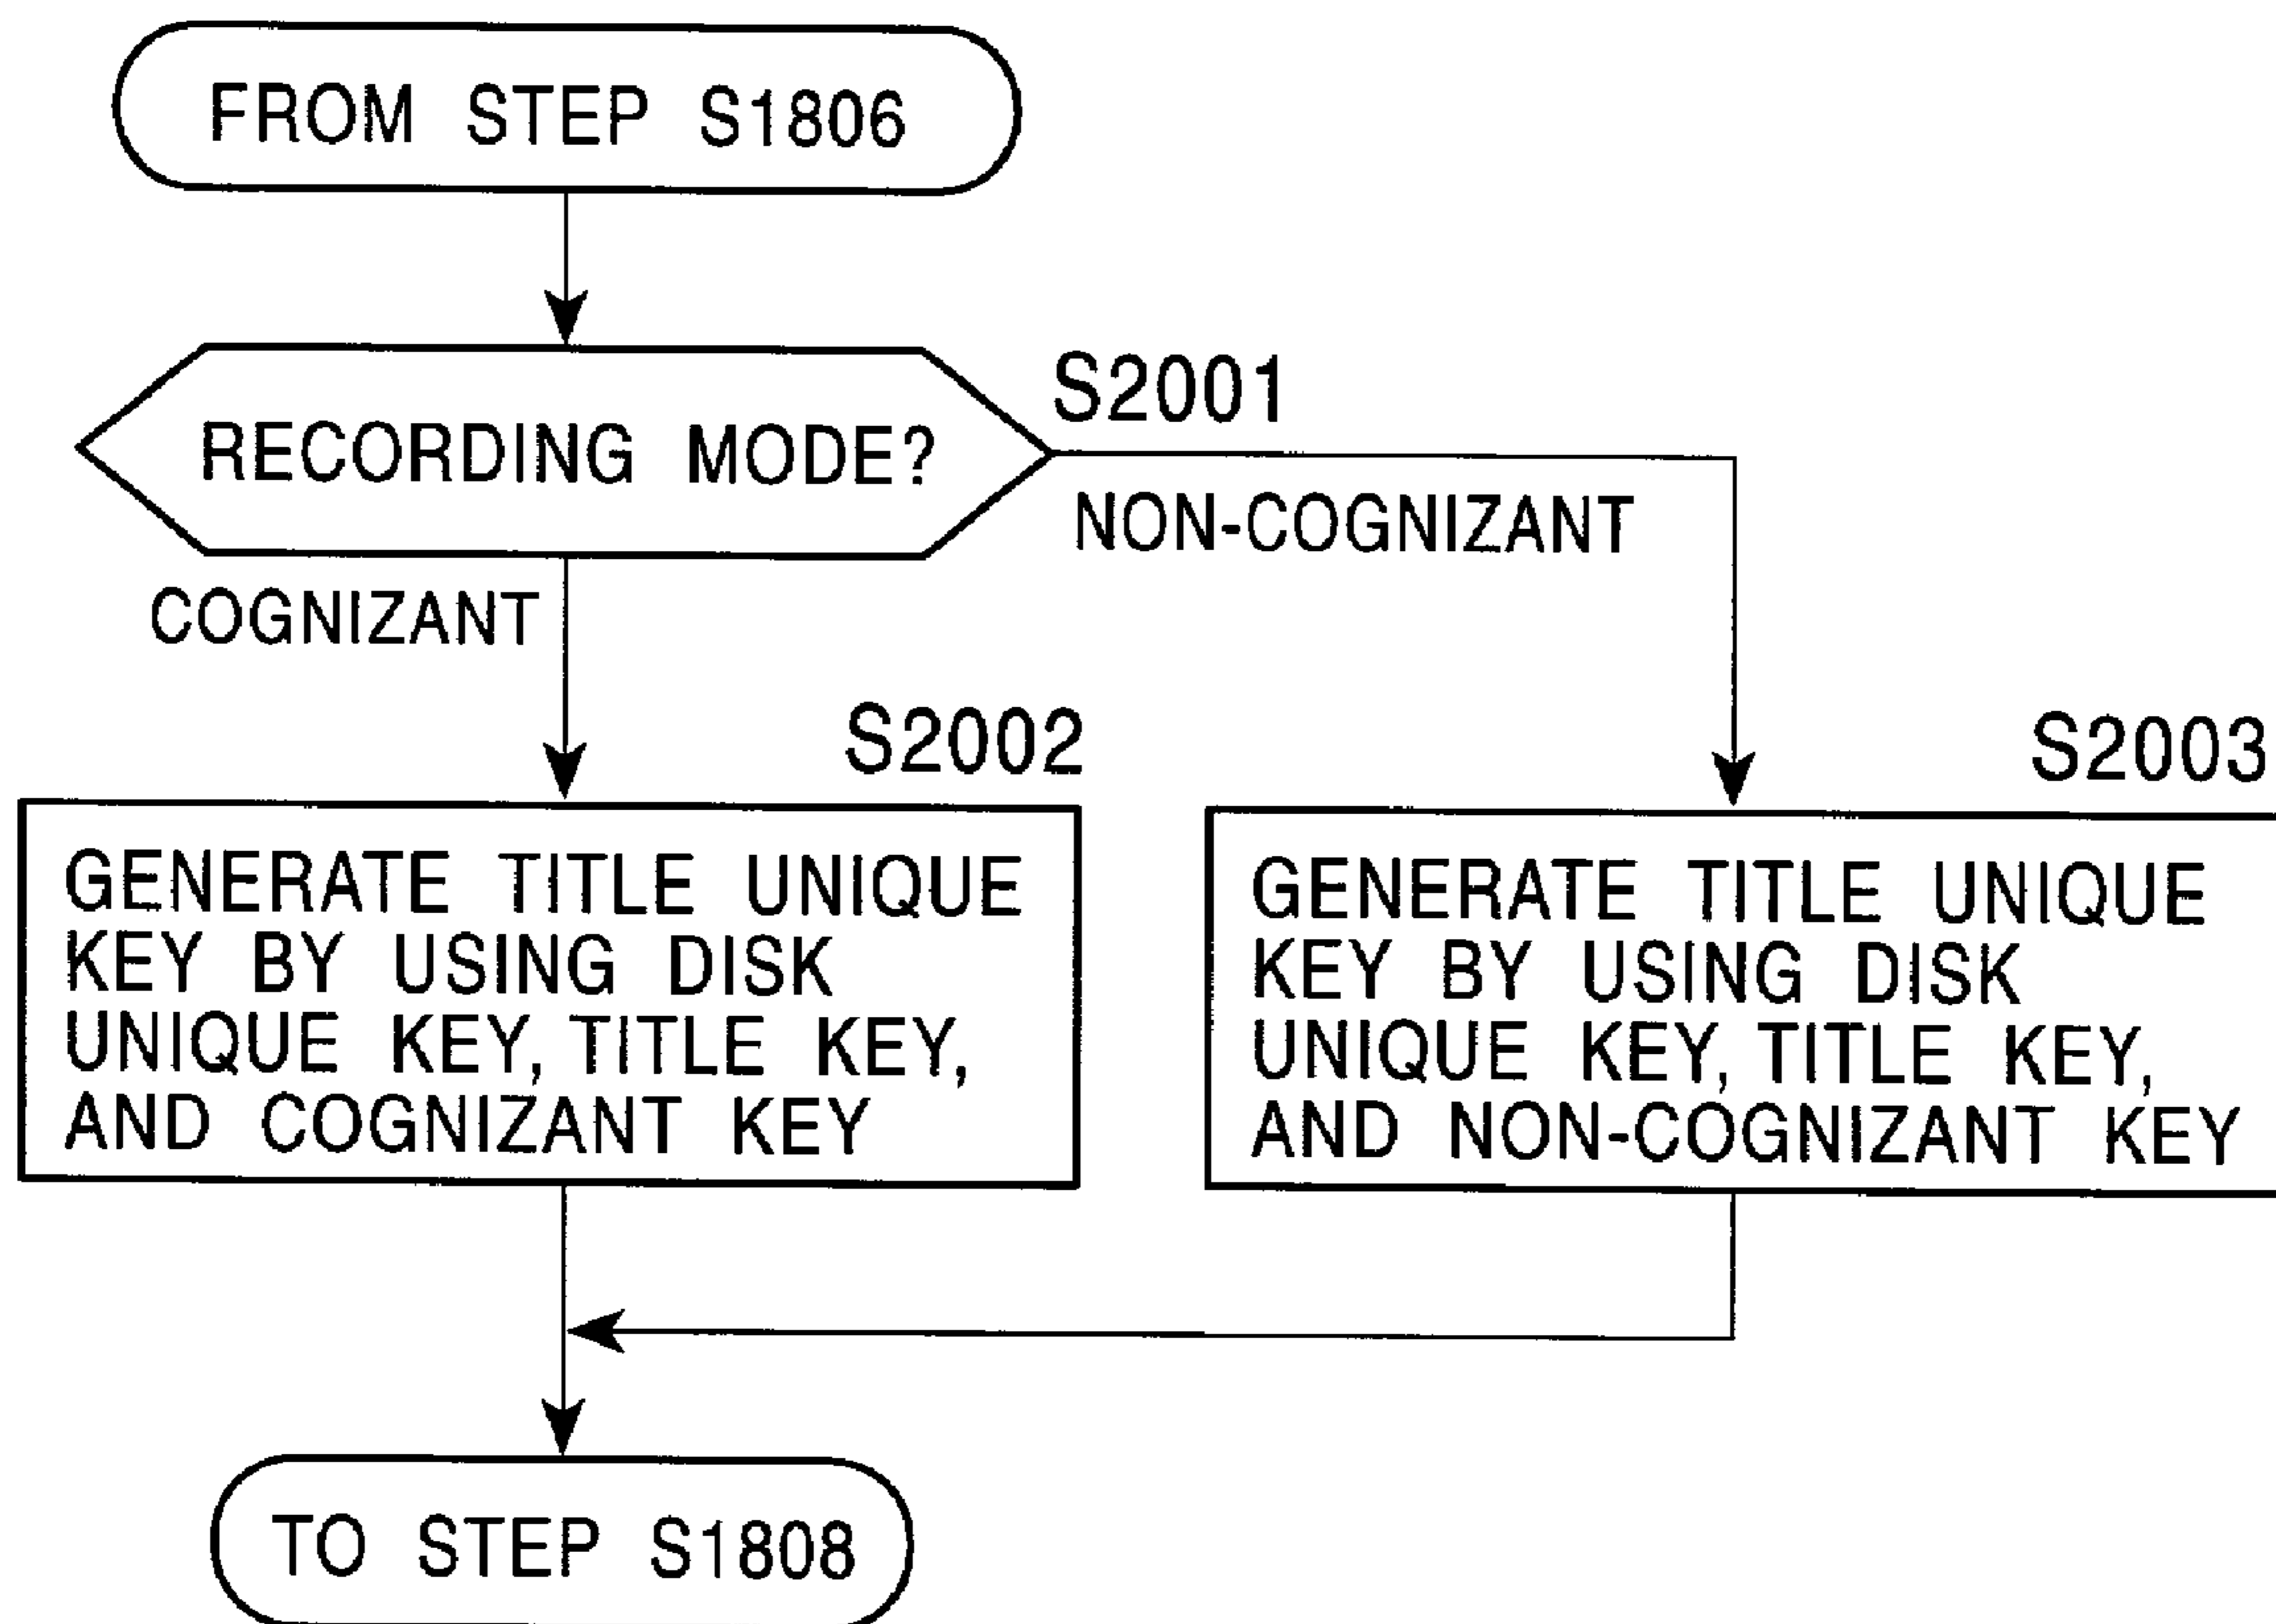 FROM STEP S1806
S2001
RECORDING MODE?
NON-COGNIZANT
COGNIZANT
S2002
GENERATE TITLE UNIQUE
KEY BY USING DISK
UNIQUE KEY, TITLE KEY,
AND COGNIZANT KEY
S2003
GENERATE TITLE UNIQUE
KEY BY USING DISK
UNIQUE KEY, TITLE KEY,
AND NON-COGNIZANT KEY
TO STEP S1808